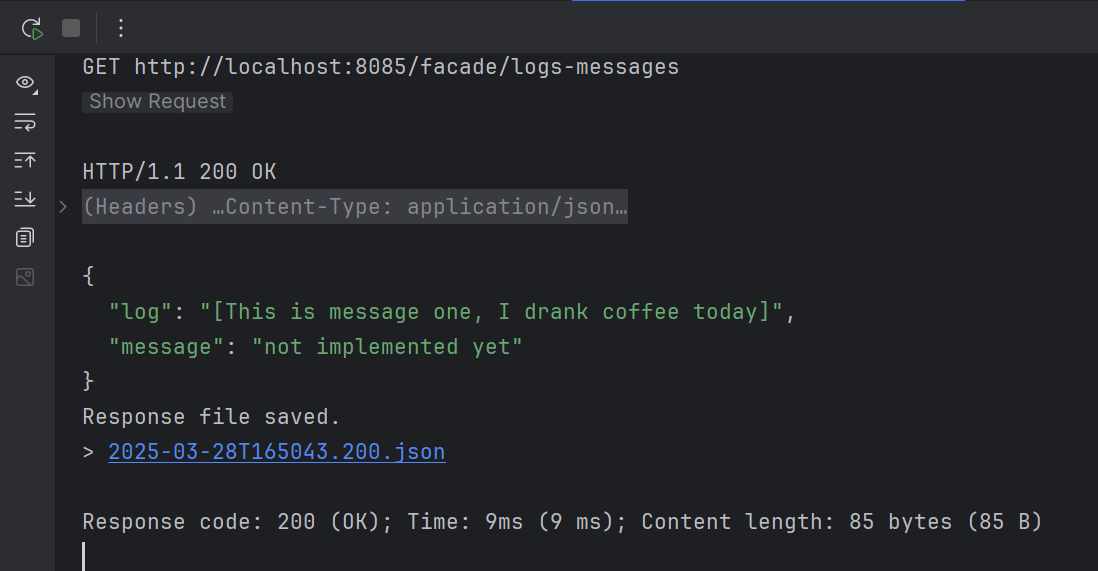 GET http://localhost:8085/facade/logs-messages
Show Request
HTTP/1.1 200 OK
(Headers) …Content-Type: application/json…
{
"log": "[This is message one, I drank coffee today]",
"message": "not implemented yet"
}
Response file saved.
> 2025-03-28T165043.200.json
Response code: 200 (OK); Time: 9ms (9 ms); Content length: 85 bytes (85 B)